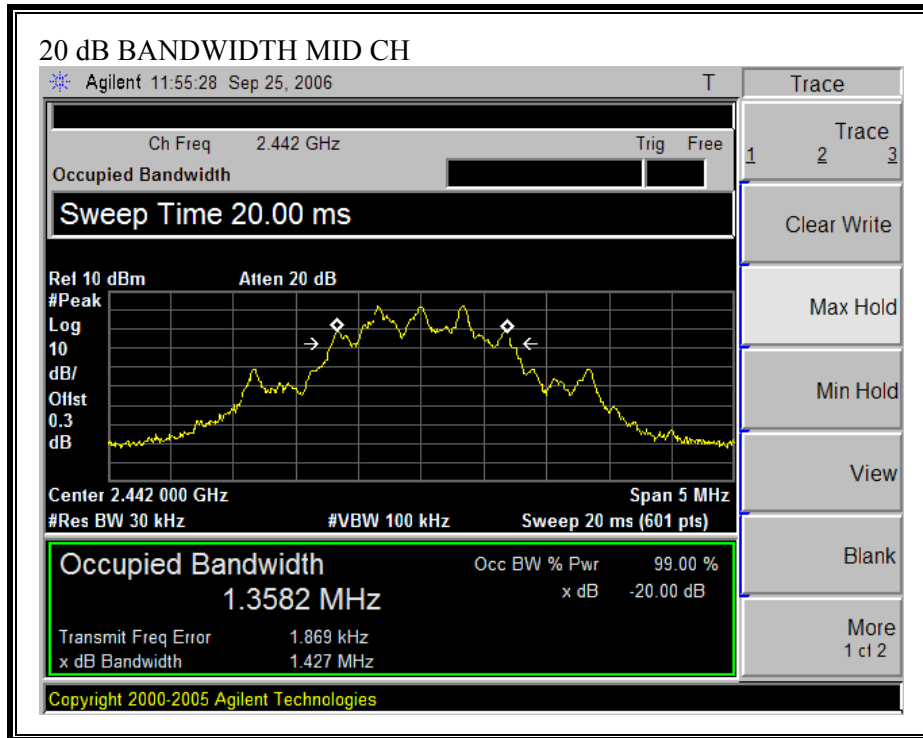 20 dB BANDWIDTH MID CH
Agilent 11:55:28 Sep 25, 2006 T
Trace
Ch Freq 2.442 GHz Trig Free
Occupied Bandwidth
Sweep Time 20.00 ms
Ref 10 dBm Atten 20 dB
#Peak
Log
10
dB/
Offst
0.3
dB
Center 2.442 000 GHz Span 5 MHz
#Res BW 30 kHz #VBW 100 kHz Sweep 20 ms (601 pts)
Occupied Bandwidth
1.3582 MHz
Occ BW % Pwr 99.00 %
x dB -20.00 dB
Transmit Freq Error 1.869 kHz
x dB Bandwidth 1.427 MHz
Copyright 2000-2005 Agilent Technologies
Trace
1 2 3
Clear Write
Max Hold
Min Hold
View
Blank
More
1 of 2